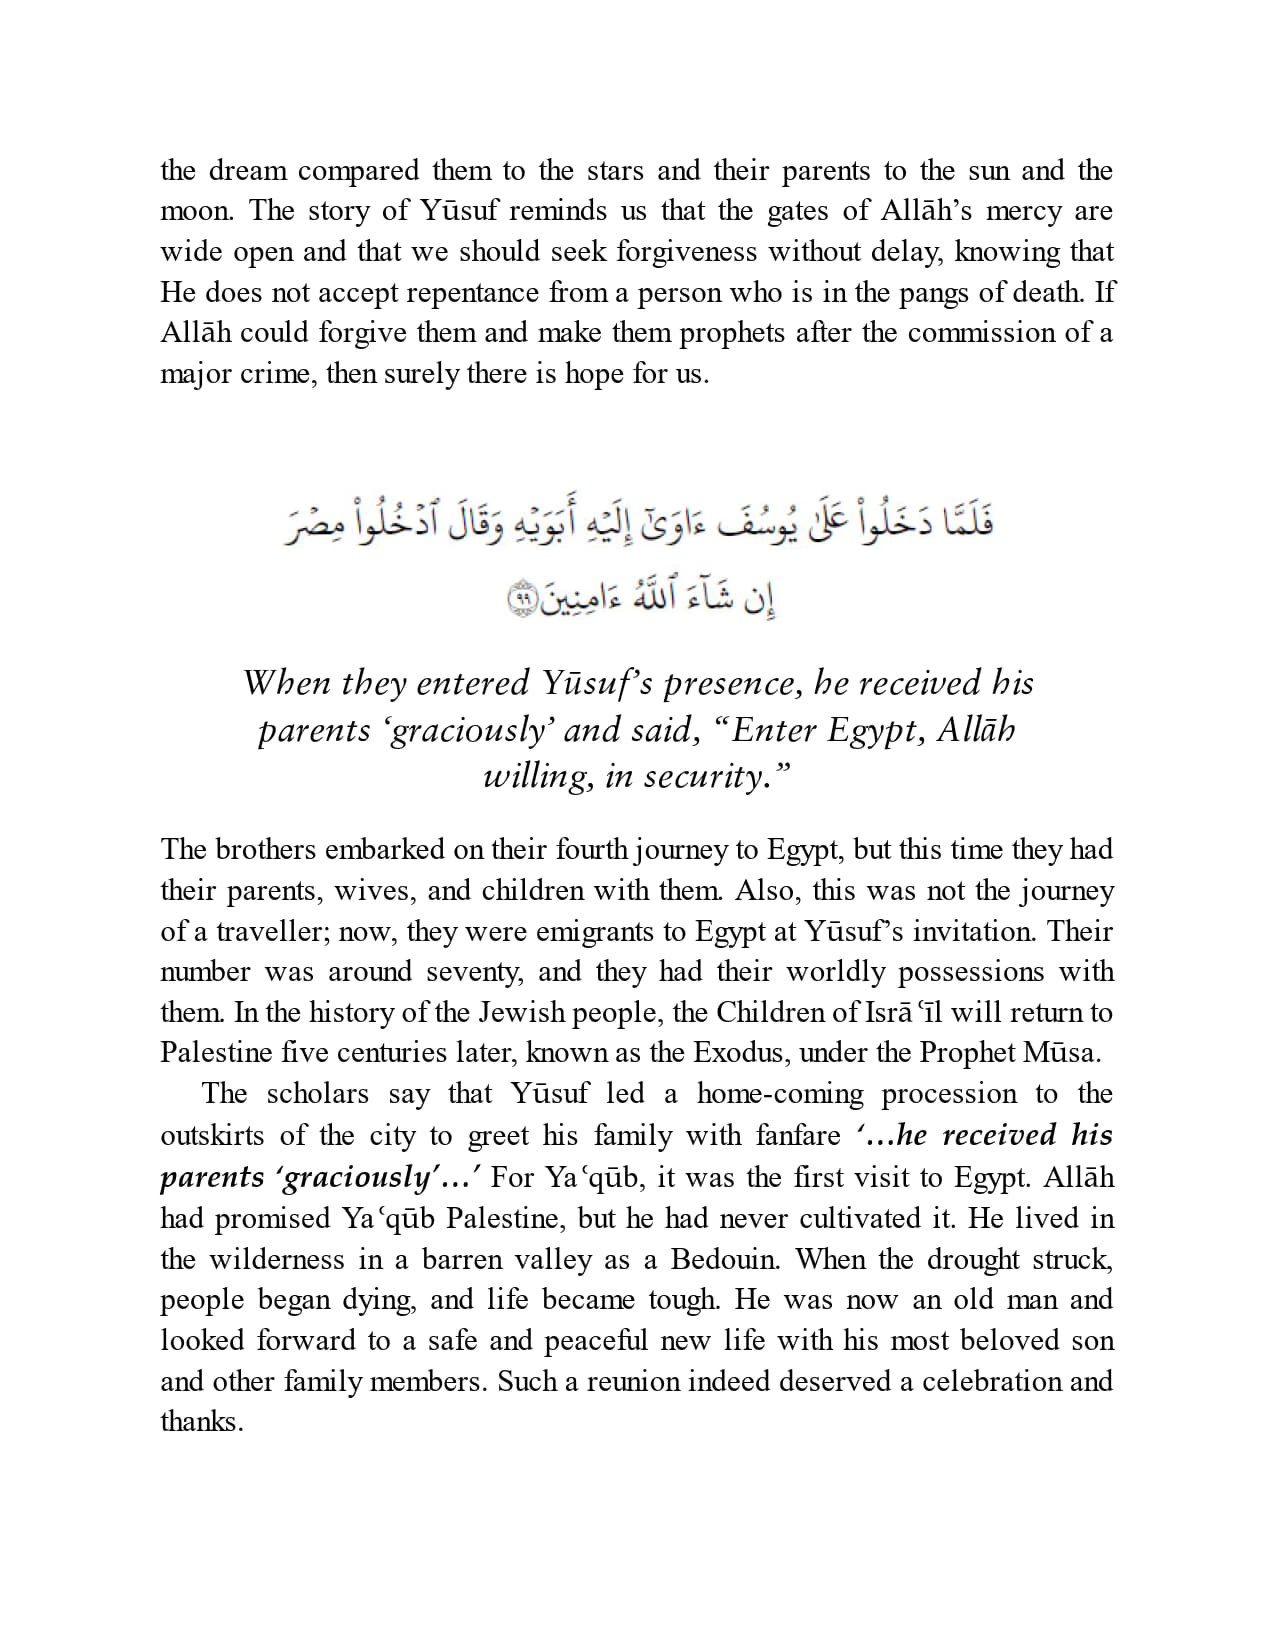 the dream compared them to the stars and their parents to the sun and the
moon. The story of Yūsuf reminds us that the gates of Allāh’s mercy are
wide open and that we should seek forgiveness without delay, knowing that
He does not accept repentance from a person who is in the pangs of death. If
Allāh could forgive them and make them prophets after the commission of a
major crime, then surely there is hope for us.
فَلَمَّا دَخَلُوا۟ عَلَىٰ يُوسُفَ ءَاوَىٰٓ إِلَيْهِ أَبَوَيْهِ وَقَالَ ٱدْخُلُوا۟ مِصْرَ
إِن شَآءَ ٱللَّهُ ءَامِنِينَ ٩٩
When they entered Yūsuf’s presence, he received his
parents ‘graciously’ and said, “Enter Egypt, Allāh
willing, in security.”
The brothers embarked on their fourth journey to Egypt, but this time they had
their parents, wives, and children with them. Also, this was not the journey
of a traveller; now, they were emigrants to Egypt at Yūsuf’s invitation. Their
number was around seventy, and they had their worldly possessions with
them. In the history of the Jewish people, the Children of Isrāʿīl will return to
Palestine five centuries later, known as the Exodus, under the Prophet Mūsa.
The scholars say that Yūsuf led a home-coming procession to the
outskirts of the city to greet his family with fanfare ‘…he received his
parents ‘graciously’…’ For Yaʿqūb, it was the first visit to Egypt. Allāh
had promised Yaʿqūb Palestine, but he had never cultivated it. He lived in
the wilderness in a barren valley as a Bedouin. When the drought struck,
people began dying, and life became tough. He was now an old man and
looked forward to a safe and peaceful new life with his most beloved son
and other family members. Such a reunion indeed deserved a celebration and
thanks.